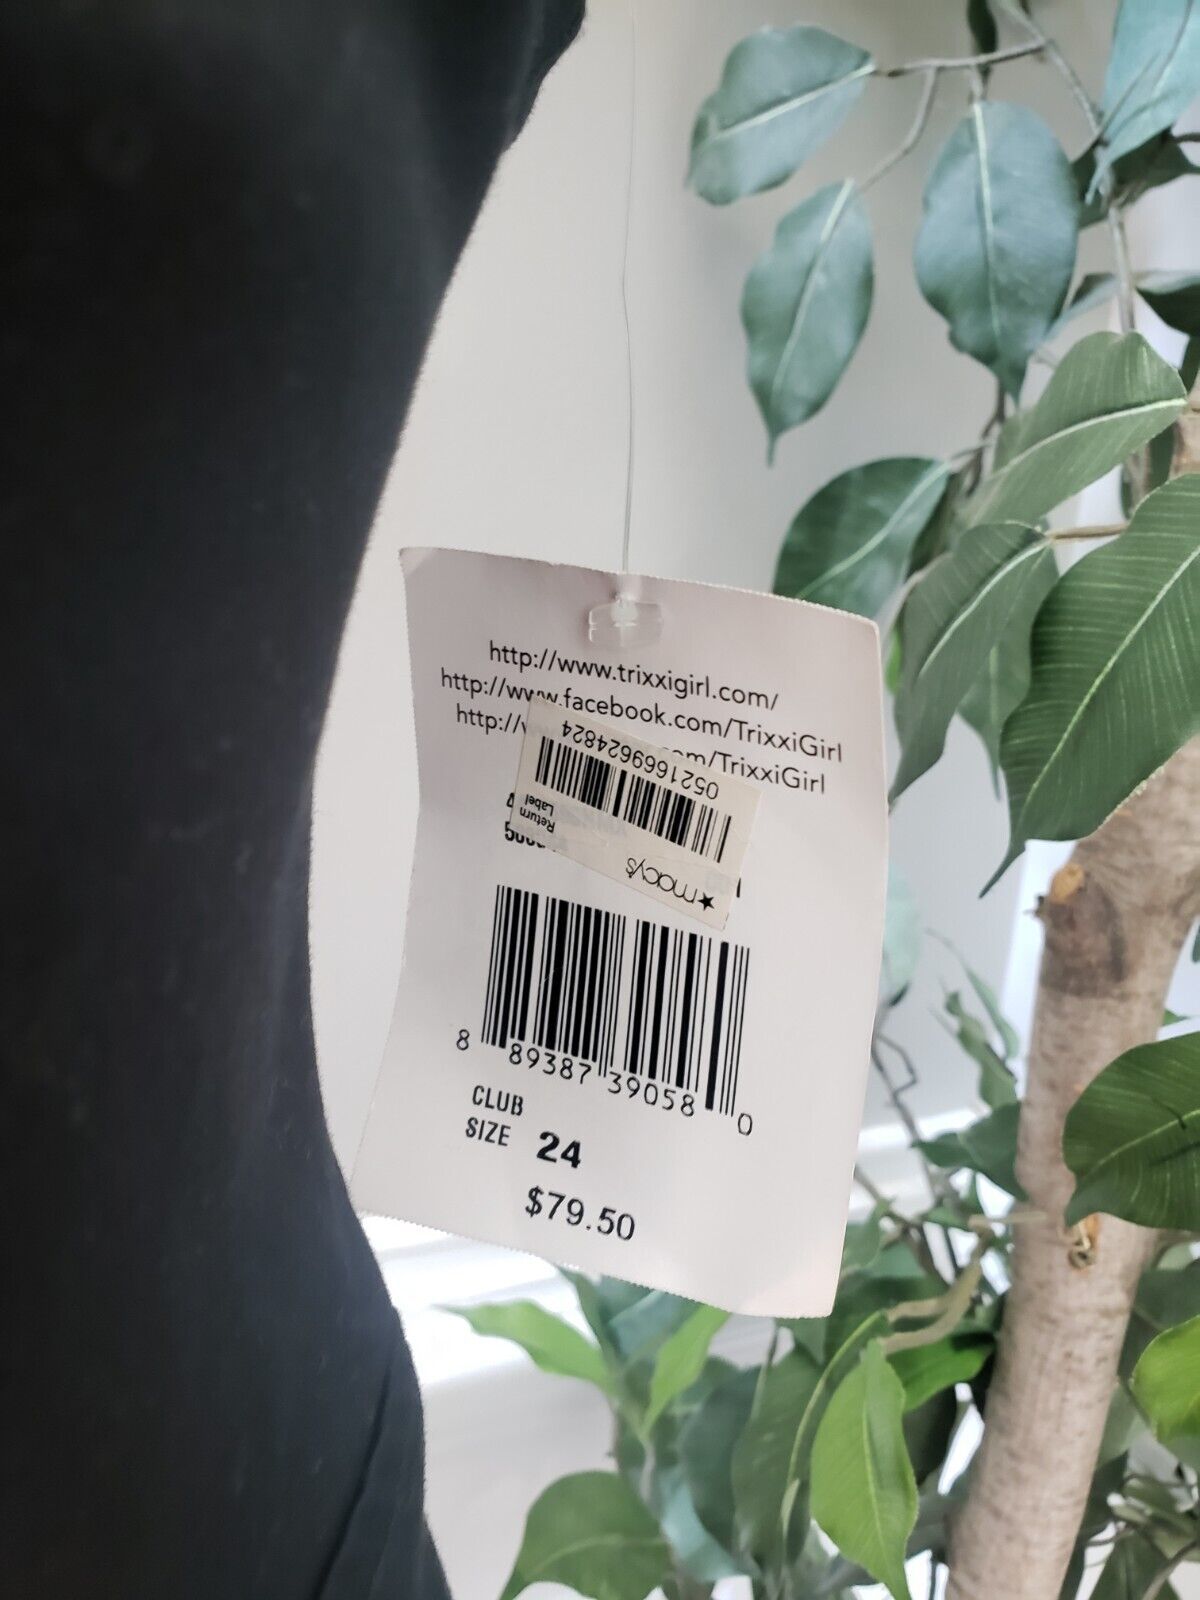 http://www.trixxigirl.com/
http://www.facebook.com/TrixxiGirl
http:// .com/TrixxiGirl
0521669624824
Return
Label
★macy's
8 89387 39058 0
CLUB
SIZE 24
$79.50